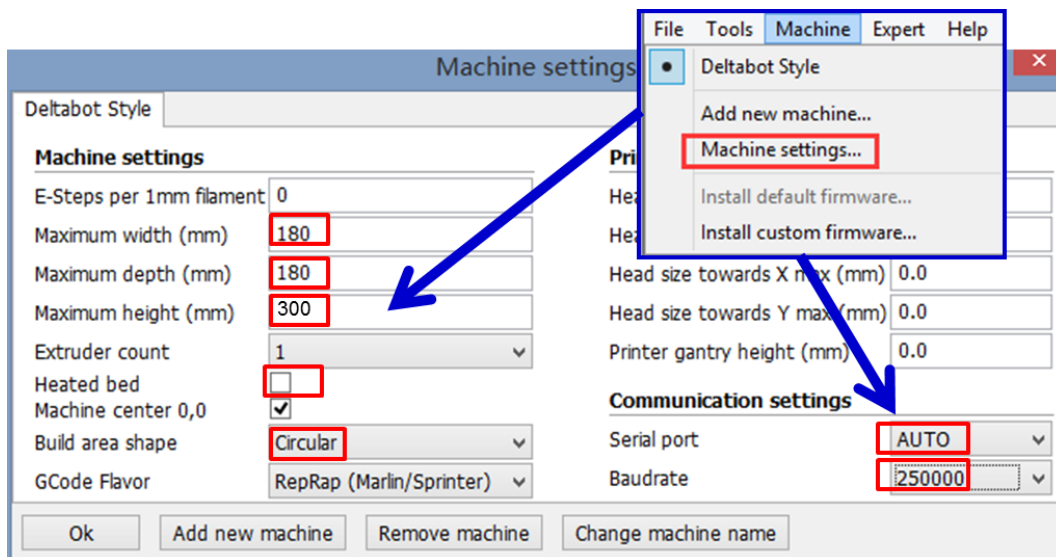 File Tools Machine Expert Help
Deltabot Style
Add new machine...
Machine settings...
Install default firmware...
Install custom firmware...
Machine settings
Deltabot Style
Machine settings
E-Steps per 1mm filament 0
Maximum width (mm) 180
Maximum depth (mm) 180
Maximum height (mm) 300
Extruder count 1
Heated bed
Machine center 0,0
Build area shape Circular
GCode Flavor RepRap (Marlin/Sprinter)
Head size towards X max (mm) 0.0
Head size towards Y max (mm) 0.0
Printer gantry height (mm) 0.0
Communication settings
Serial port AUTO
Baudrate 250000
Ok Add new machine Remove machine Change machine name